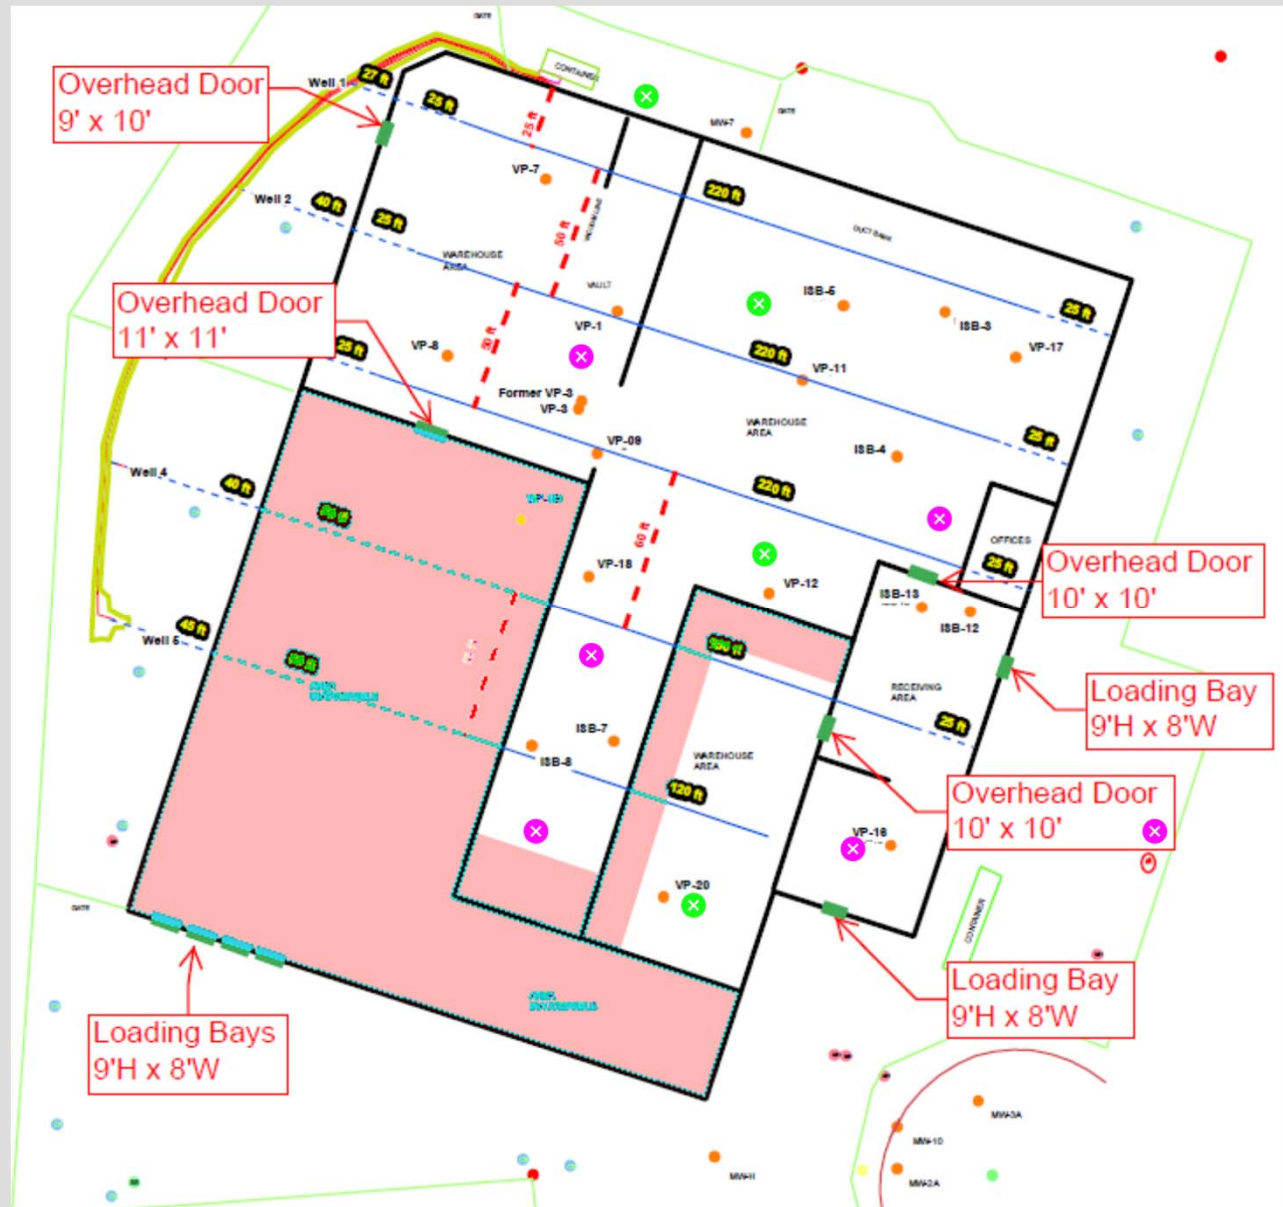 GATE
Overhead Door
9' x 10'
Well 1
27 ft
25 ft
25 ft
MW-7
GATE
VP-7
Well 2
40 ft
25 ft
220 ft
50 ft
DUCT BANK
WAREHOUSE
AREA
VAULT
ISB-5
ISB-3
25 ft
Overhead Door
11' x 11'
VP-1
VP-17
25 ft
VP-8
220 ft
VP-11
Former VP-3
VP-3
WAREHOUSE
AREA
25 ft
VP-09
ISB-4
Well 4
40 ft
220 ft
60 ft
OFFICES
25 ft
Overhead Door
10' x 10'
VP-18
VP-12
ISB-13
ISB-12
Well 5
45 ft
RECEIVING
AREA
Loading Bay
9'H x 8'W
25 ft
ISB-7
ISB-8
WAREHOUSE
AREA
120 ft
Overhead Door
10' x 10'
VP-16
VP-20
GATE
CONTAINER
Loading Bay
9'H x 8'W
Loading Bays
9'H x 8'W
MW-3A
MW-10
MW-2A